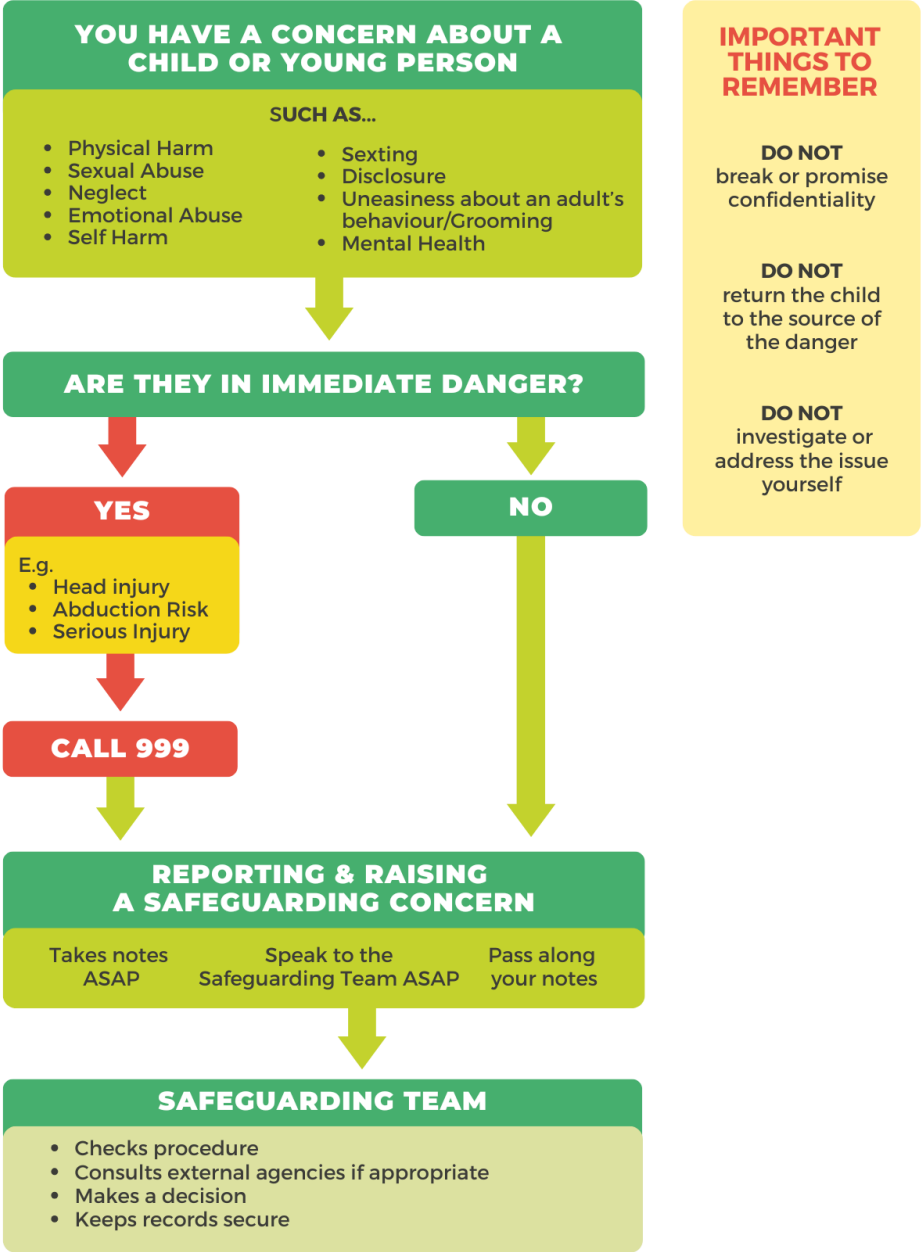 YOU HAVE A CONCERN ABOUT A
CHILD OR YOUNG PERSON
SUCH AS...
• Physical Harm
• Sexual Abuse
• Neglect
• Emotional Abuse
• Self Harm
• Sexting
• Disclosure
• Uneasiness about an adult's
behaviour/Grooming
• Mental Health
ARE THEY IN IMMEDIATE DANGER?
YES
E.g.
• Head injury
• Abduction Risk
• Serious Injury
CALL 999
NO
REPORTING & RAISING
A SAFEGUARDING CONCERN
Takes notes
ASAP
Speak to the
Safeguarding Team ASAP
Pass along
your notes
SAFEGUARDING TEAM
• Checks procedure
• Consults external agencies if appropriate
• Makes a decision
• Keeps records secure
IMPORTANT
THINGS TO
REMEMBER
DO NOT
break or promise
confidentiality
DO NOT
return the child
to the source of
the danger
DO NOT
investigate or
address the issue
yourself